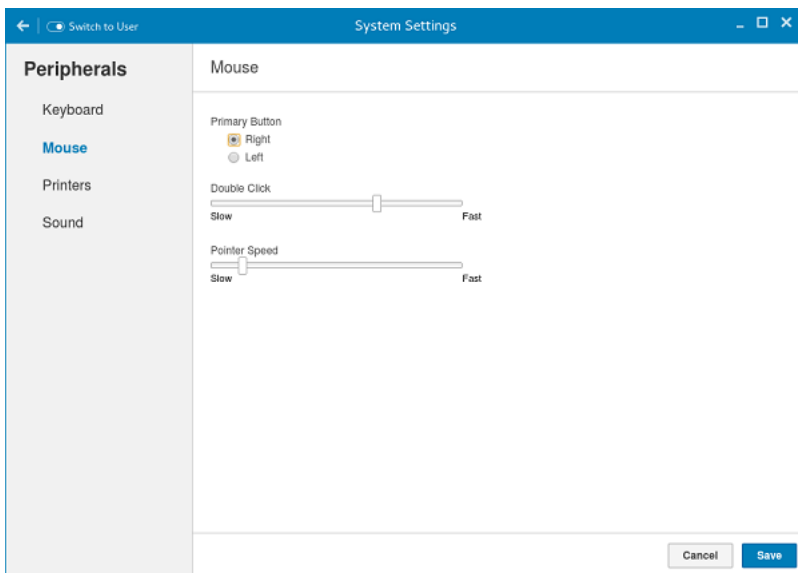 Switch to User
System Settings
Peripherals
Keyboard
Mouse
Printers
Sound
Mouse
Primary Button
Right
Left
Double Click
Slow Fast
Pointer Speed
Slow Fast
Cancel Save